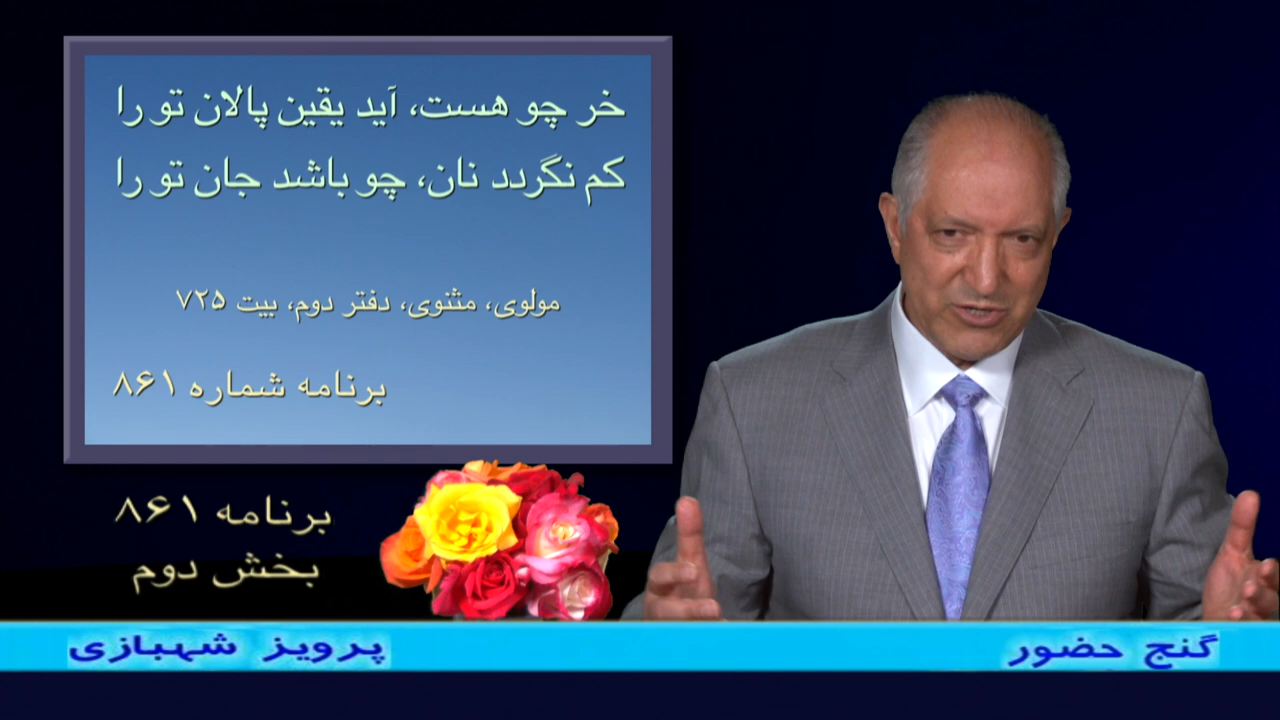 خر چو هست، آید یقین پالان تو را
کم نگردد نان، چو باشد جان تو را
مولوی، مثنوی، دفتر دوم، بیت ۷۲۵
برنامه شماره ۸۶۱
برنامه ۸۶۱
بخش دوم
گنج حضور
پرویز شهبازی